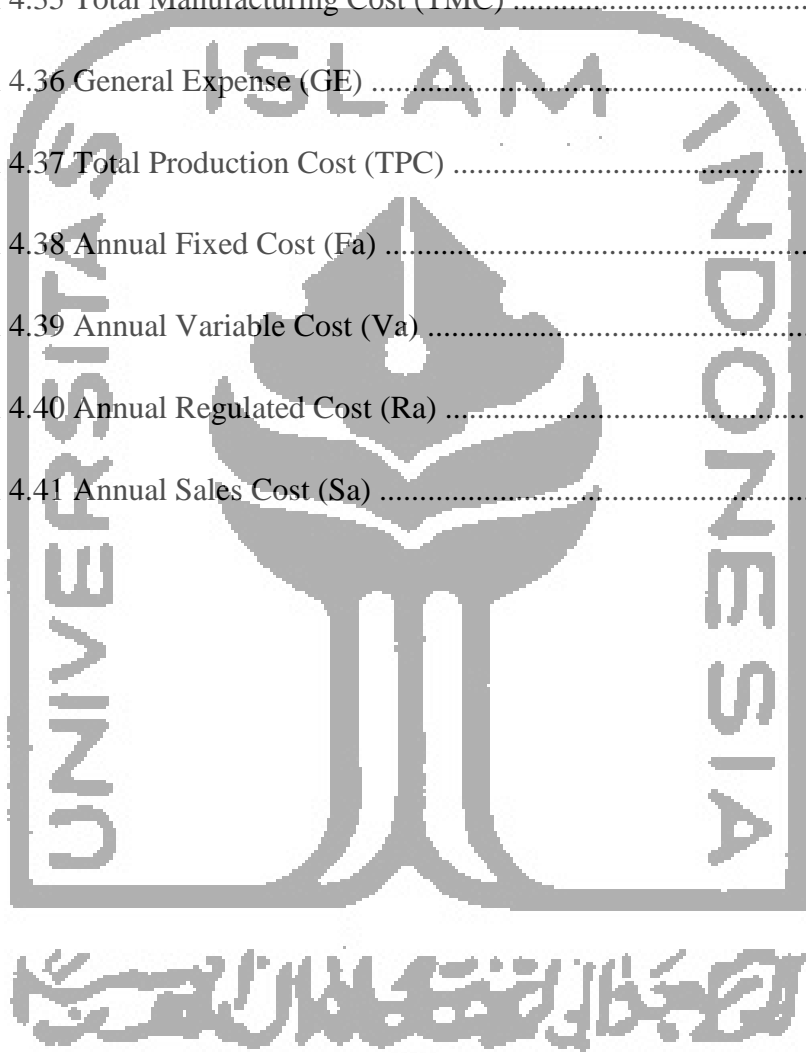 4.35 Total Manufacturing Cost (TMC) ........................................
4.36 General Expense (GE) ........................................
4.37 Total Production Cost (TPC) ........................................
4.38 Annual Fixed Cost (Fa) ........................................
4.39 Annual Variable Cost (Va) ........................................
4.40 Annual Regulated Cost (Ra) ........................................
4.41 Annual Sales Cost (Sa) ........................................
UNIVERSITAS
ISLAM
INDONESIA